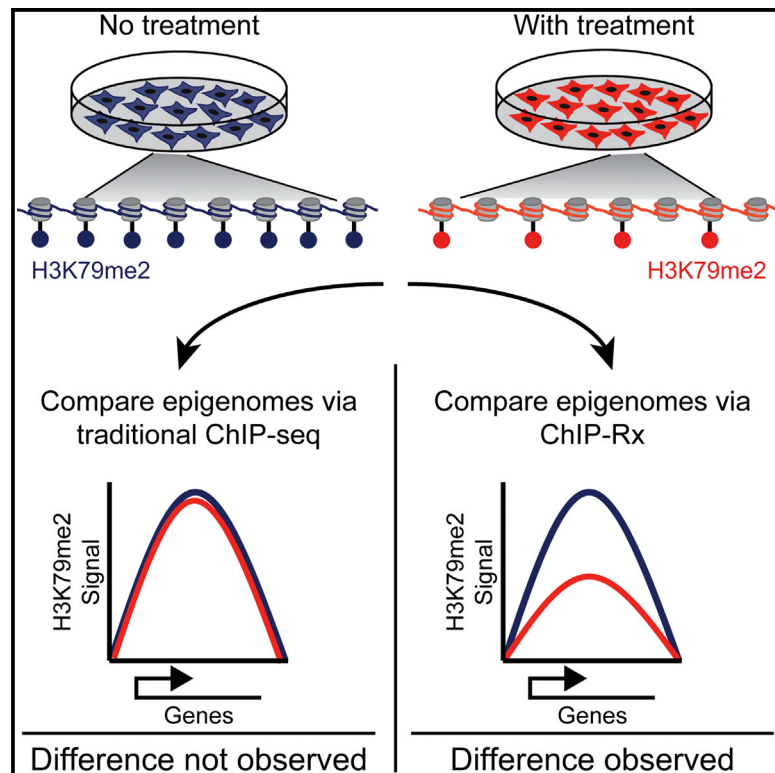 No treatment
With treatment
H3K79me2
H3K79me2
Compare epigenomes via
traditional ChIP-seq
H3K79me2
Signal
Genes
Difference not observed
Compare epigenomes via
ChIP-Rx
H3K79me2
Signal
Genes
Difference observed